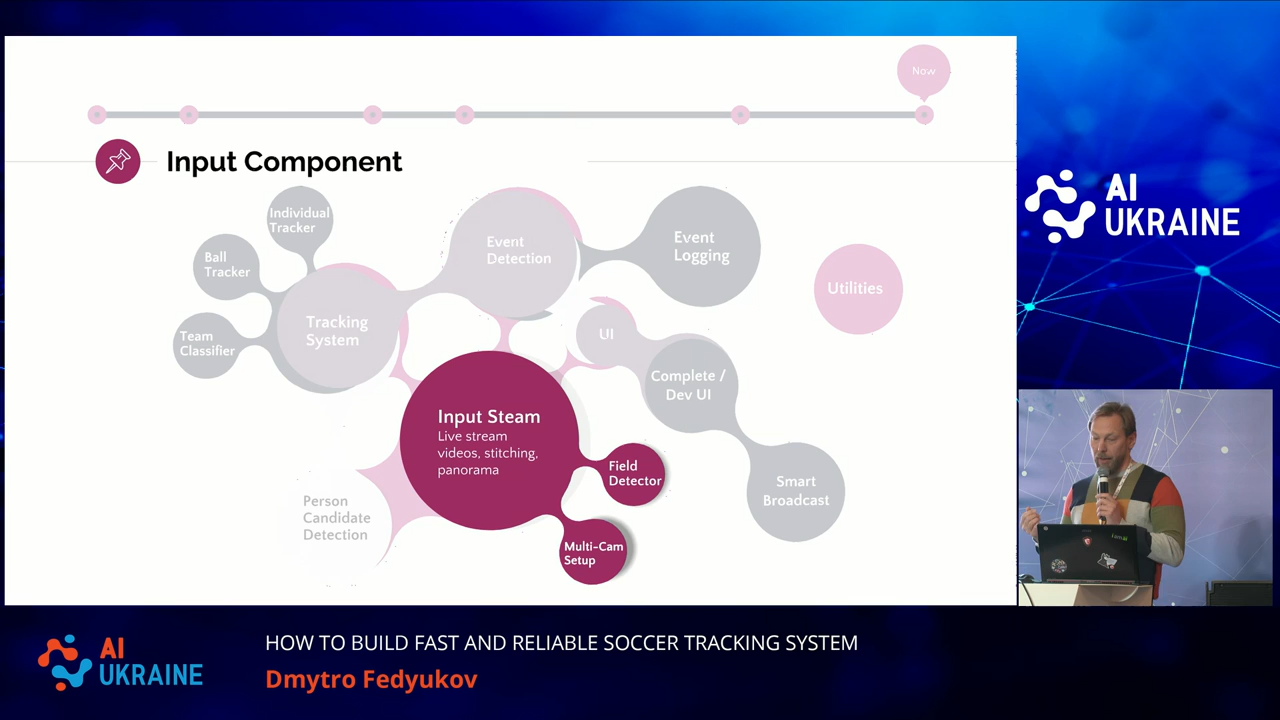 Now
Input Component
Individual
Tracker
Ball
Tracker
Team
Classifier
Tracking
System
Event
Detection
Event
Logging
Utilities
UI
Complete /
Dev UI
Smart
Broadcast
Input Steam
Live stream
videos, stitching,
panorama
Field
Detector
Multi-Cam
Setup
Person
Candidate
Detection
AI
UKRAINE
AI
UKRAINE
HOW TO BUILD FAST AND RELIABLE SOCCER TRACKING SYSTEM
Dmytro Fedyukov